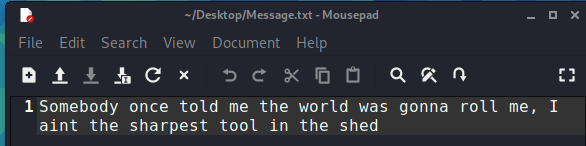 ~/Desktop/Message.txt - Mousepad
File Edit Search View Document Help
1 Somebody once told me the world was gonna roll me, I
aint the sharpest tool in the shed